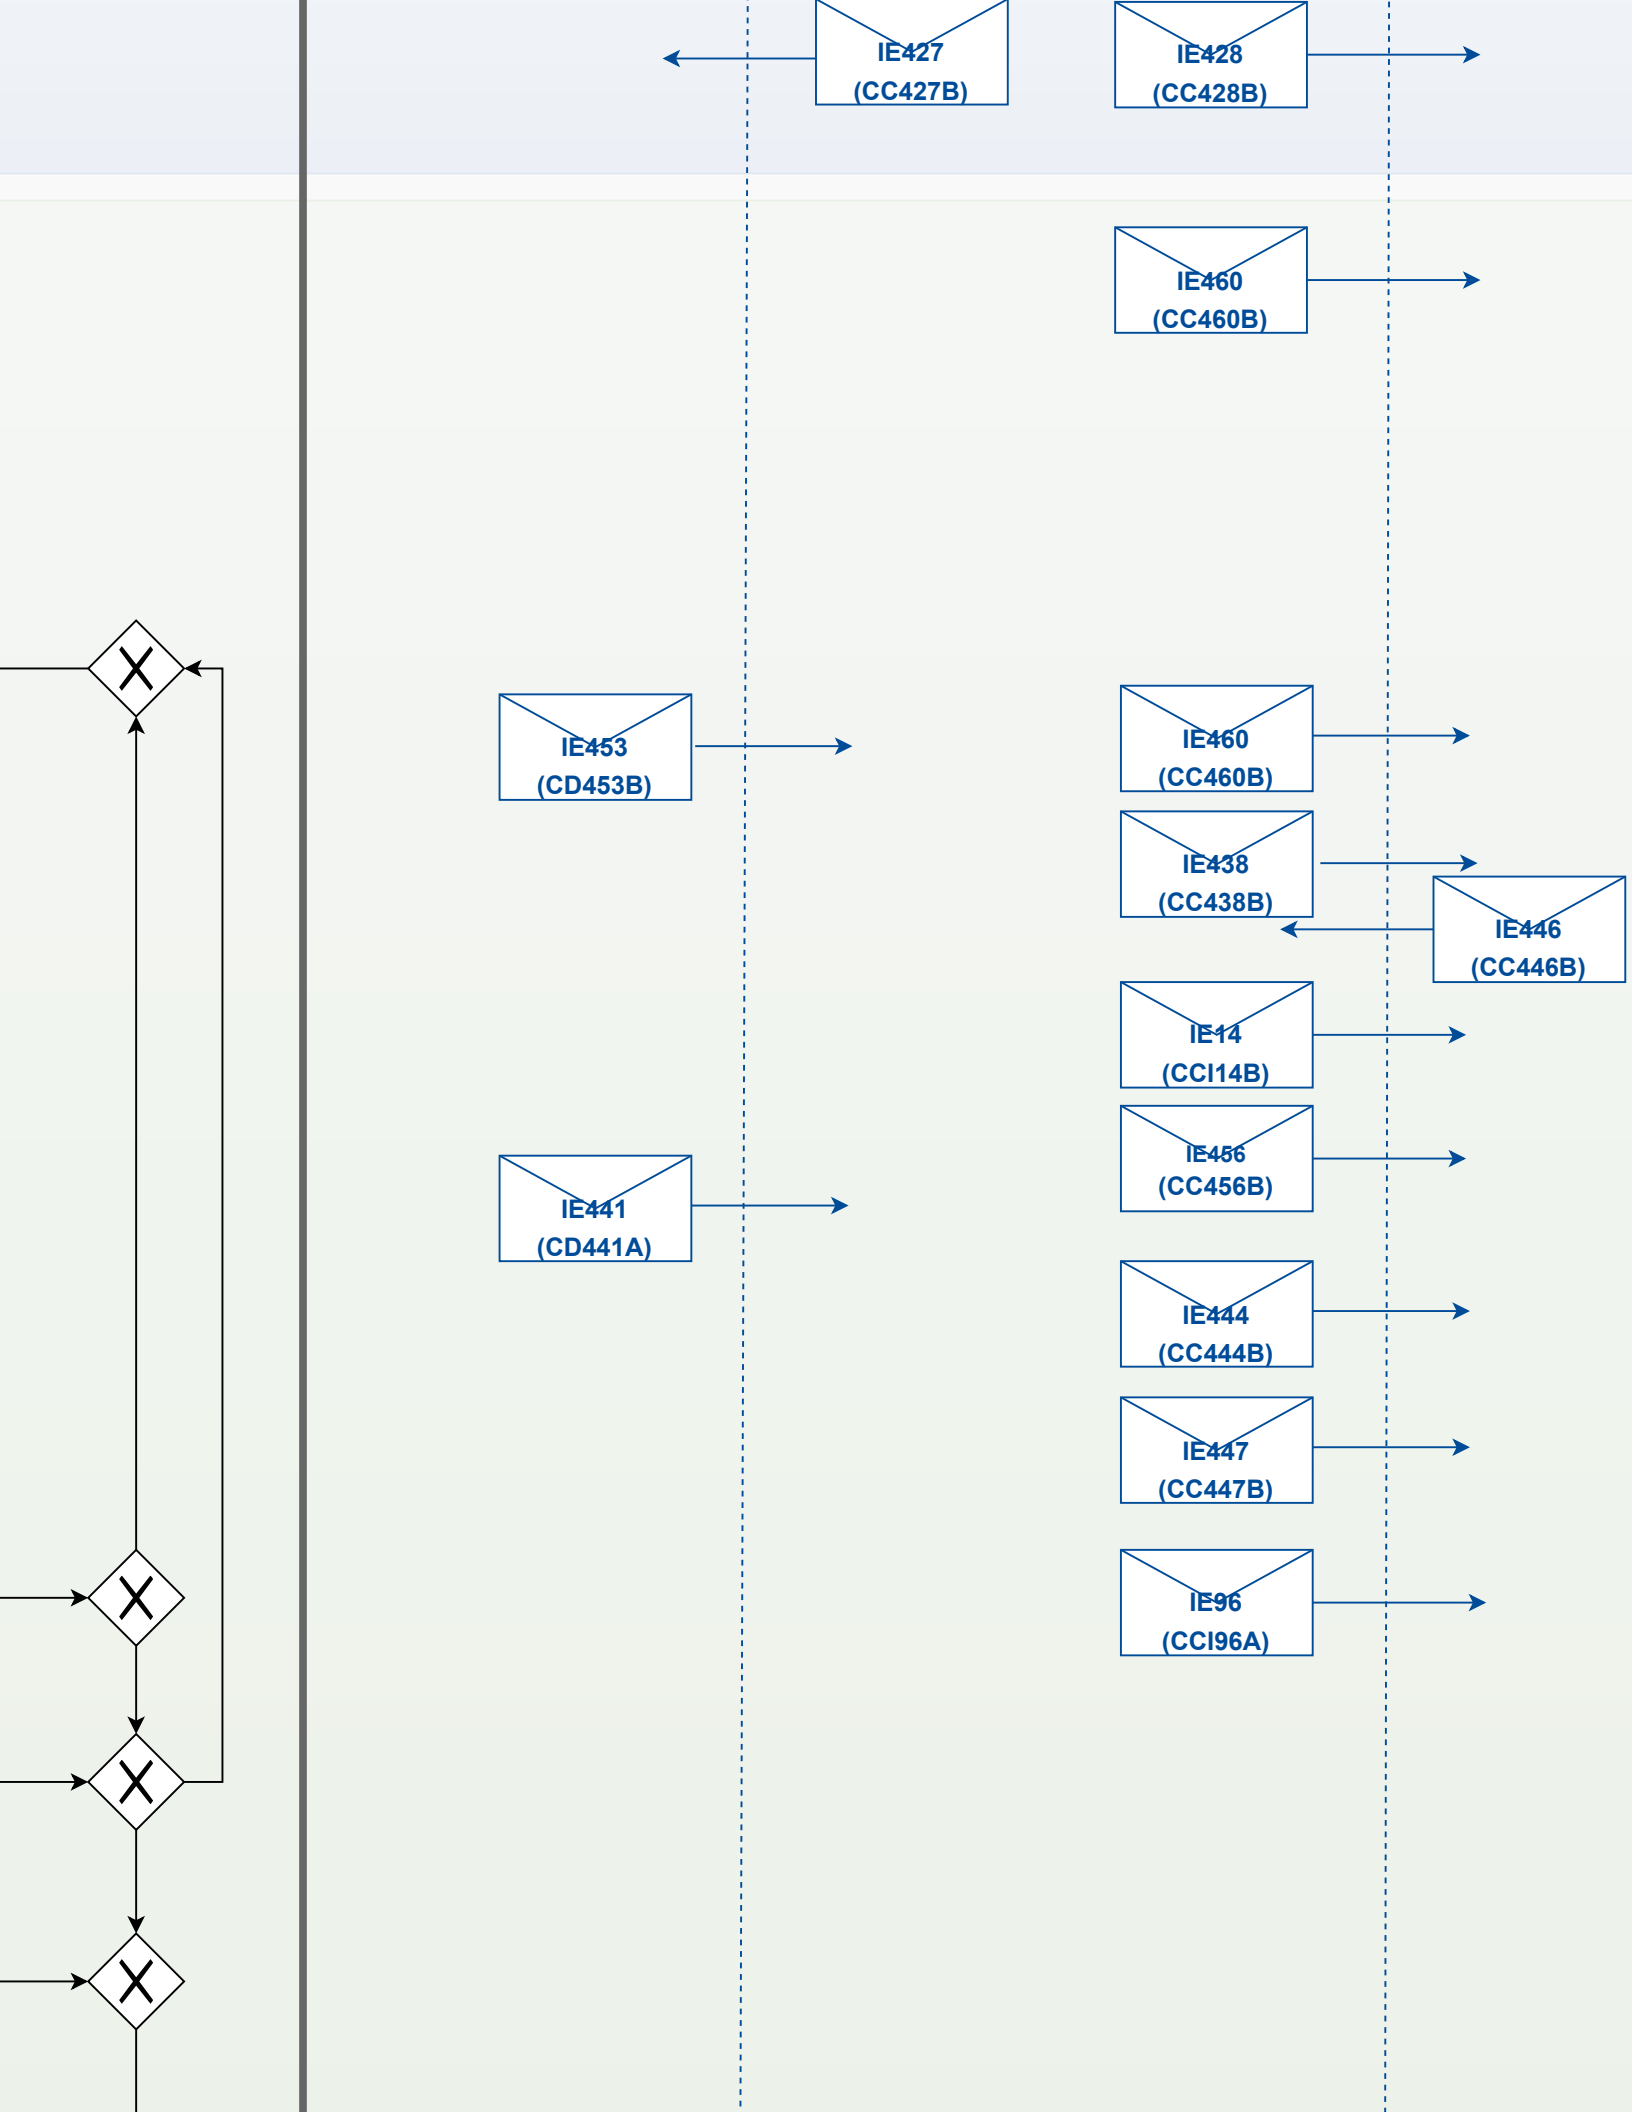 IE427
(CC427B)
IE428
(CC428B)
IE460
(CC460B)
IE453
(CD453B)
IE460
(CC460B)
IE438
(CC438B)
IE446
(CC446B)
IE14
(CCI14B)
IE456
(CC456B)
IE441
(CD441A)
IE444
(CC444B)
IE447
(CC447B)
IE96
(CCI96A)